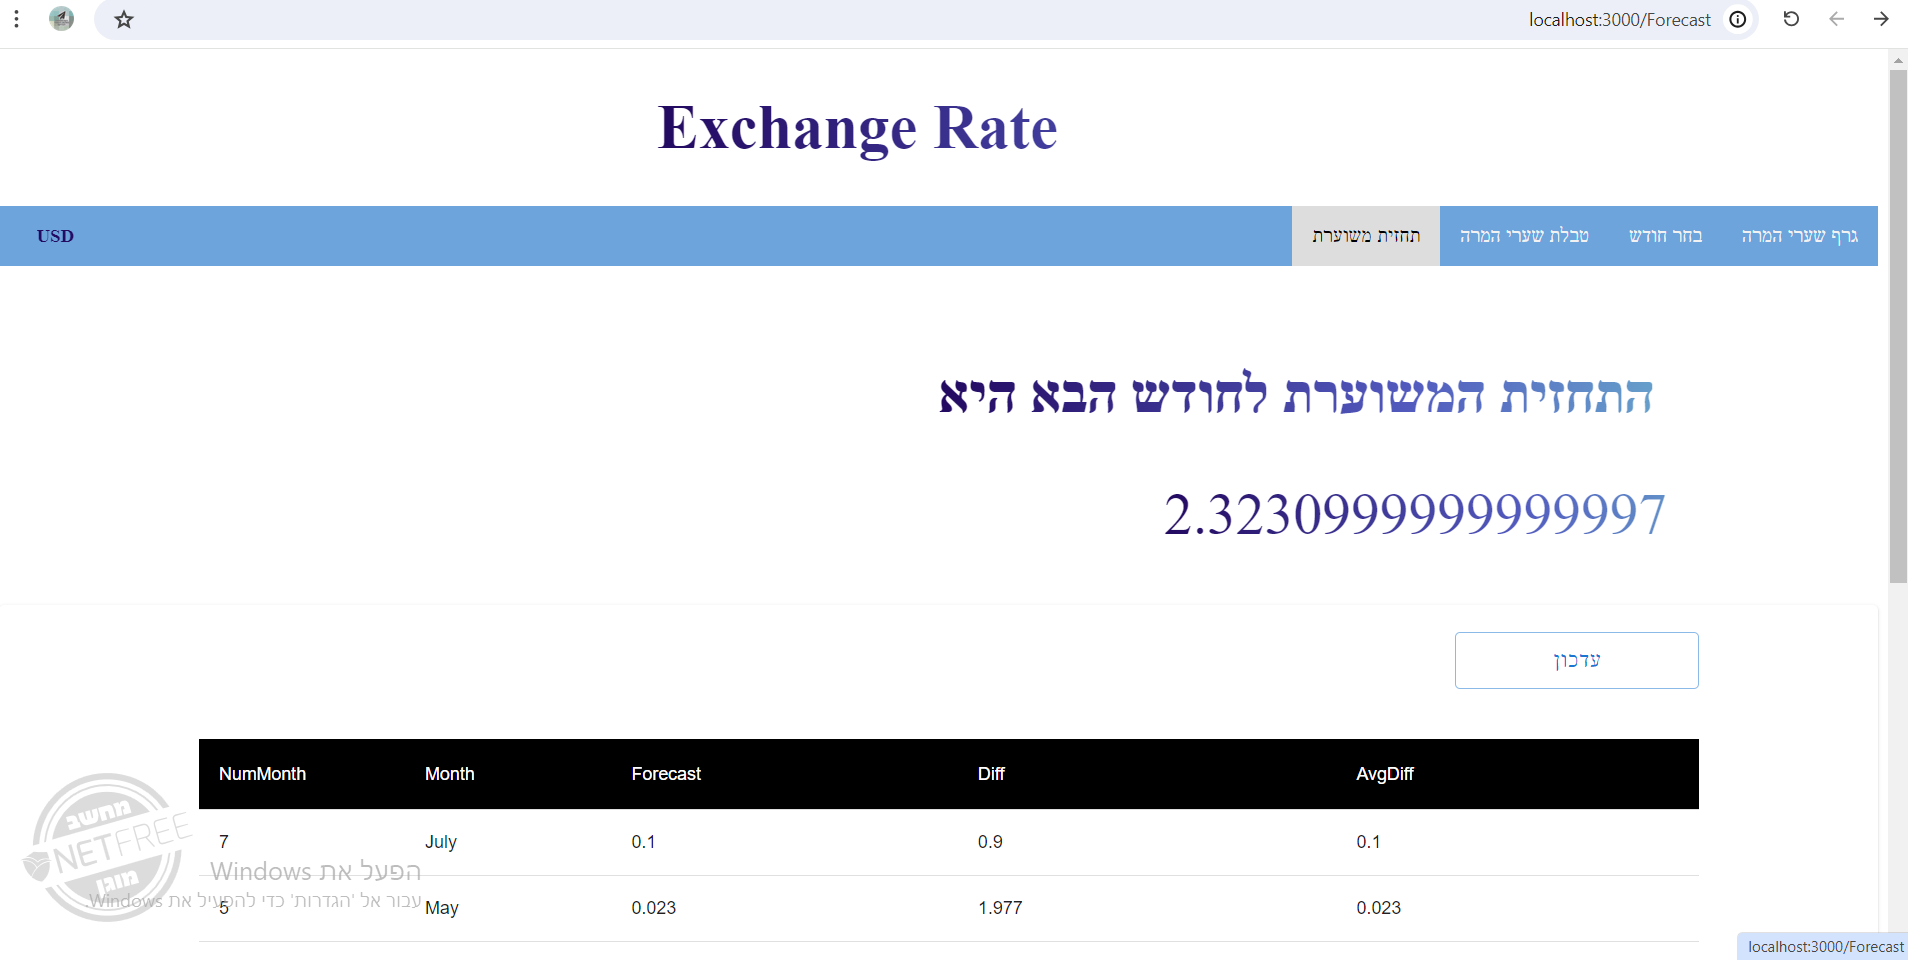 localhost:3000/Forecast
Exchange Rate
גרף שערי המרה
בחר חודש
טבלת שערי המרה
תחזית משוערת
USD
התחזית המשוערת לחודש הבא היא
2.3230999999999997
עדכון
NumMonth Month Forecast Diff AvgDiff
7 July 0.1 0.9 0.1
5 May 0.023 1.977 0.023
מחשב
NETFREE
מוגן
הפעל את Windows
עבור אל 'הגדרות' כדי להפעיל את Windows.
localhost:3000/Forecast